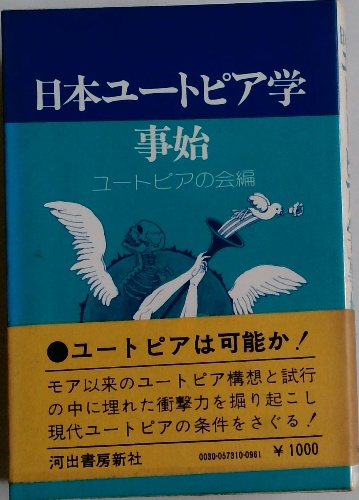 日本ユートピア学
事始
ユートピアの会編
●ユートピアは可能か!
モア以来のユートピア構想と試行
の中に埋れた衝撃力を掘り起こし
現代ユートピアの条件をさぐる!
河出書房新社 0030-057310-0961 ¥1000